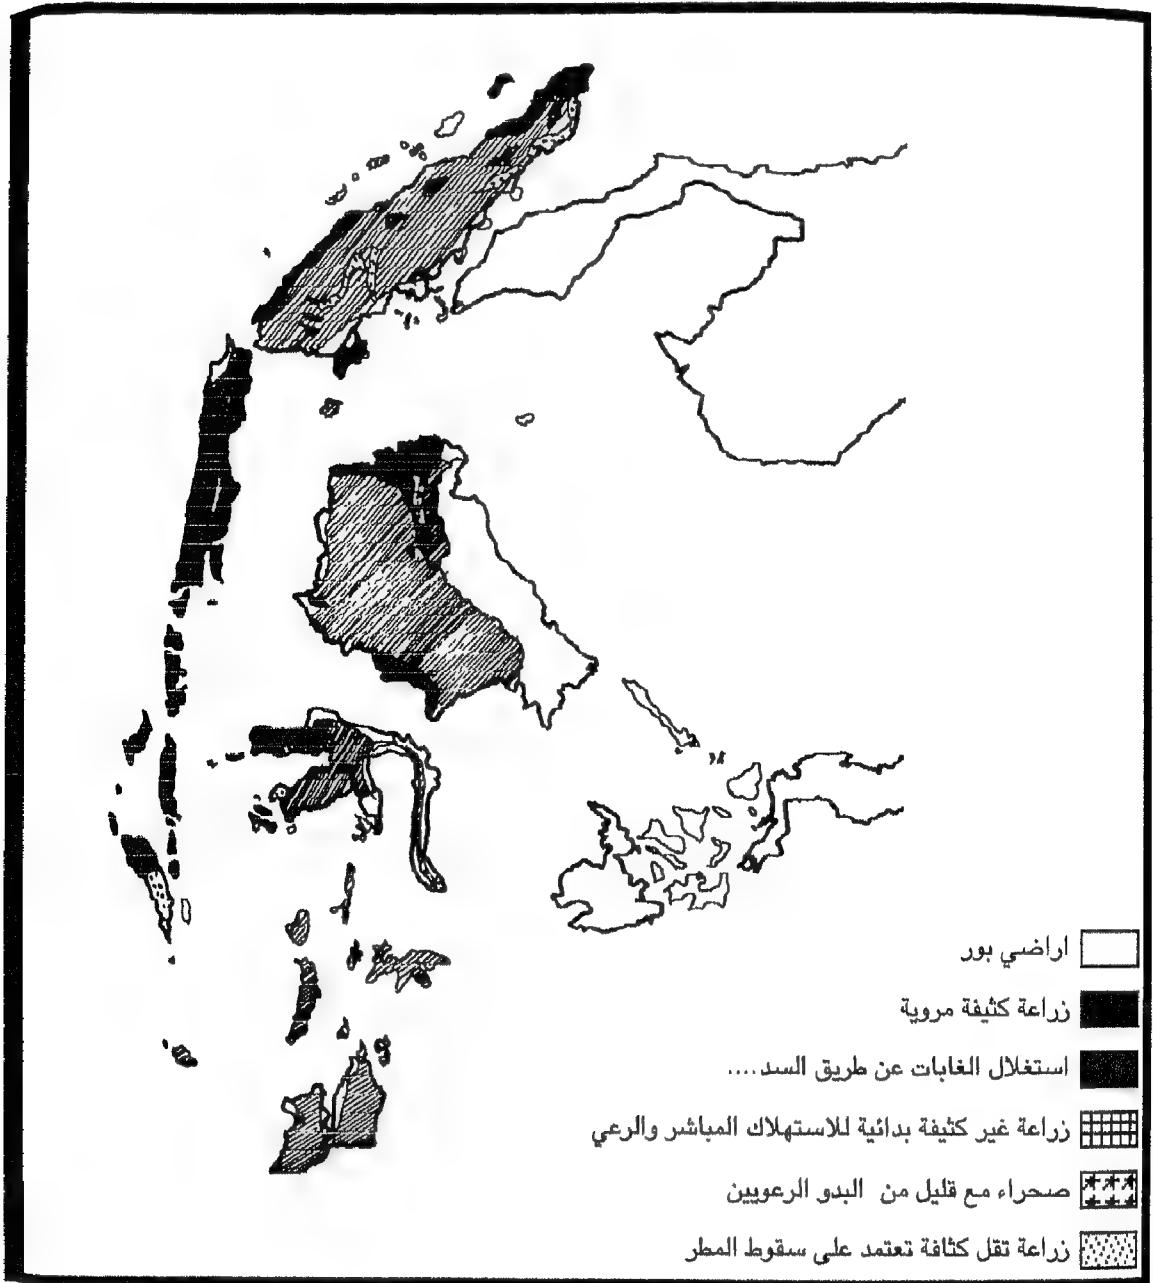 اراضي بور
زراعة كثيفة مروية
استغلال الغابات عن طريق السد....
زراعة غير كثيفة بدائية للاستهلاك المباشر والرعي
صحراء مع قليل من البدو الرعويين
زراعة تقل كثافة تعتمد على سقوط المطر